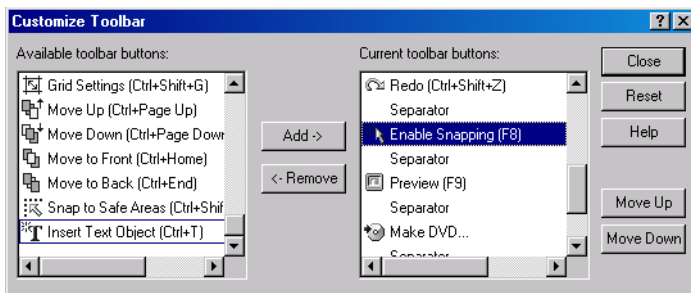 Customize Toolbar
Available toolbar buttons:
Grid Settings (Ctrl+Shift+G)
Move Up (Ctrl+Page Up)
Move Down (Ctrl+Page Down
Move to Front (Ctrl+Home)
Move to Back (Ctrl+End)
Snap to Safe Areas (Ctrl+Shif
Insert Text Object (Ctrl+T)
Add ->
<- Remove
Current toolbar buttons:
Redo (Ctrl+Shift+Z)
Separator
Enable Snapping (F8)
Separator
Preview (F9)
Separator
Make DVD...
Separator
Close
Reset
Help
Move Up
Move Down